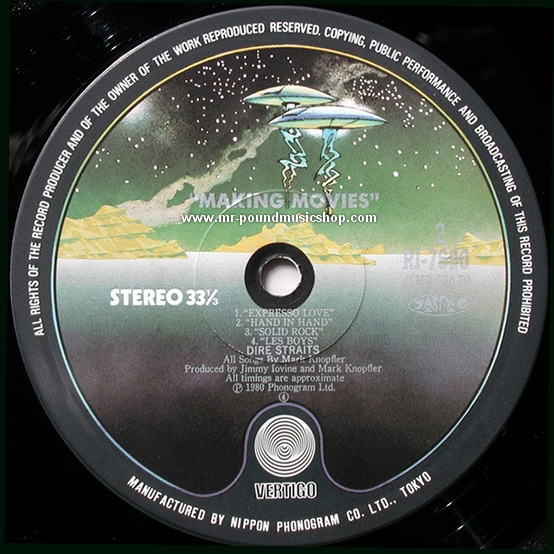 ALL RIGHTS OF THE RECORD PRODUCER AND OF THE OWNER OF THE WORK REPRODUCED RESERVED. COPYING, PUBLIC PERFORMANCE AND BROADCASTING OF THIS RECORD PROHIBITED
"MAKING MOVIES"
www.mr-poundmusicshop.com
2
STEREO 33⅓
1. "EXPRESSO LOVE"
2. "HAND IN HAND"
3. "SOLID ROCK"
4. "LES BOYS"
DIRE STRAITS
All Songs By Mark Knopfler
Produced by Jimmy Iovine and Mark Knopfler
All timings are approximate
Ⓟ 1980 Phonogram Ltd.
VERTIGO
MANUFACTURED BY NIPPON PHONOGRAM CO. LTD., TOKYO